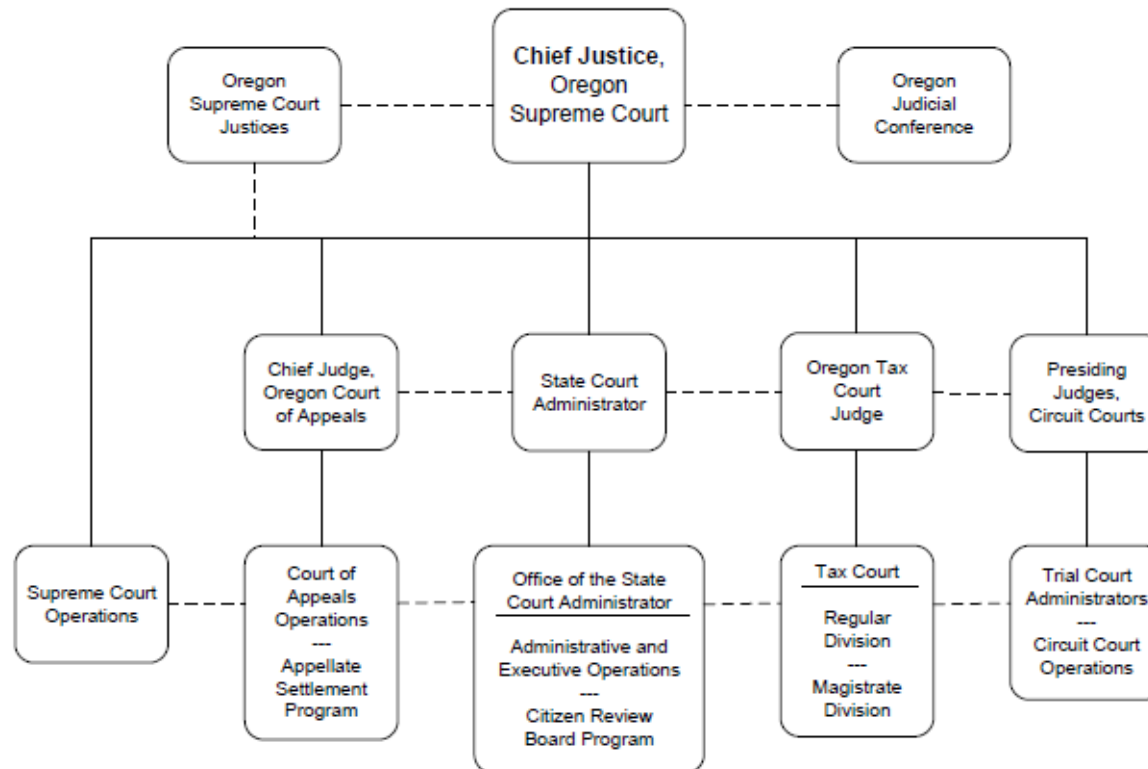 Chief Justice,
Oregon
Supreme Court
Oregon
Supreme Court
Justices
Oregon
Judicial
Conference
Chief Judge,
Oregon Court
of Appeals
State Court
Administrator
Oregon Tax
Court
Judge
Presiding
Judges,
Circuit Courts
Supreme Court
Operations
Court of
Appeals
Operations
---
Appellate
Settlement
Program
Office of the State
Court Administrator
Administrative and
Executive Operations
---
Citizen Review
Board Program
Tax Court
Regular
Division
---
Magistrate
Division
Trial Court
Administrators
---
Circuit Court
Operations